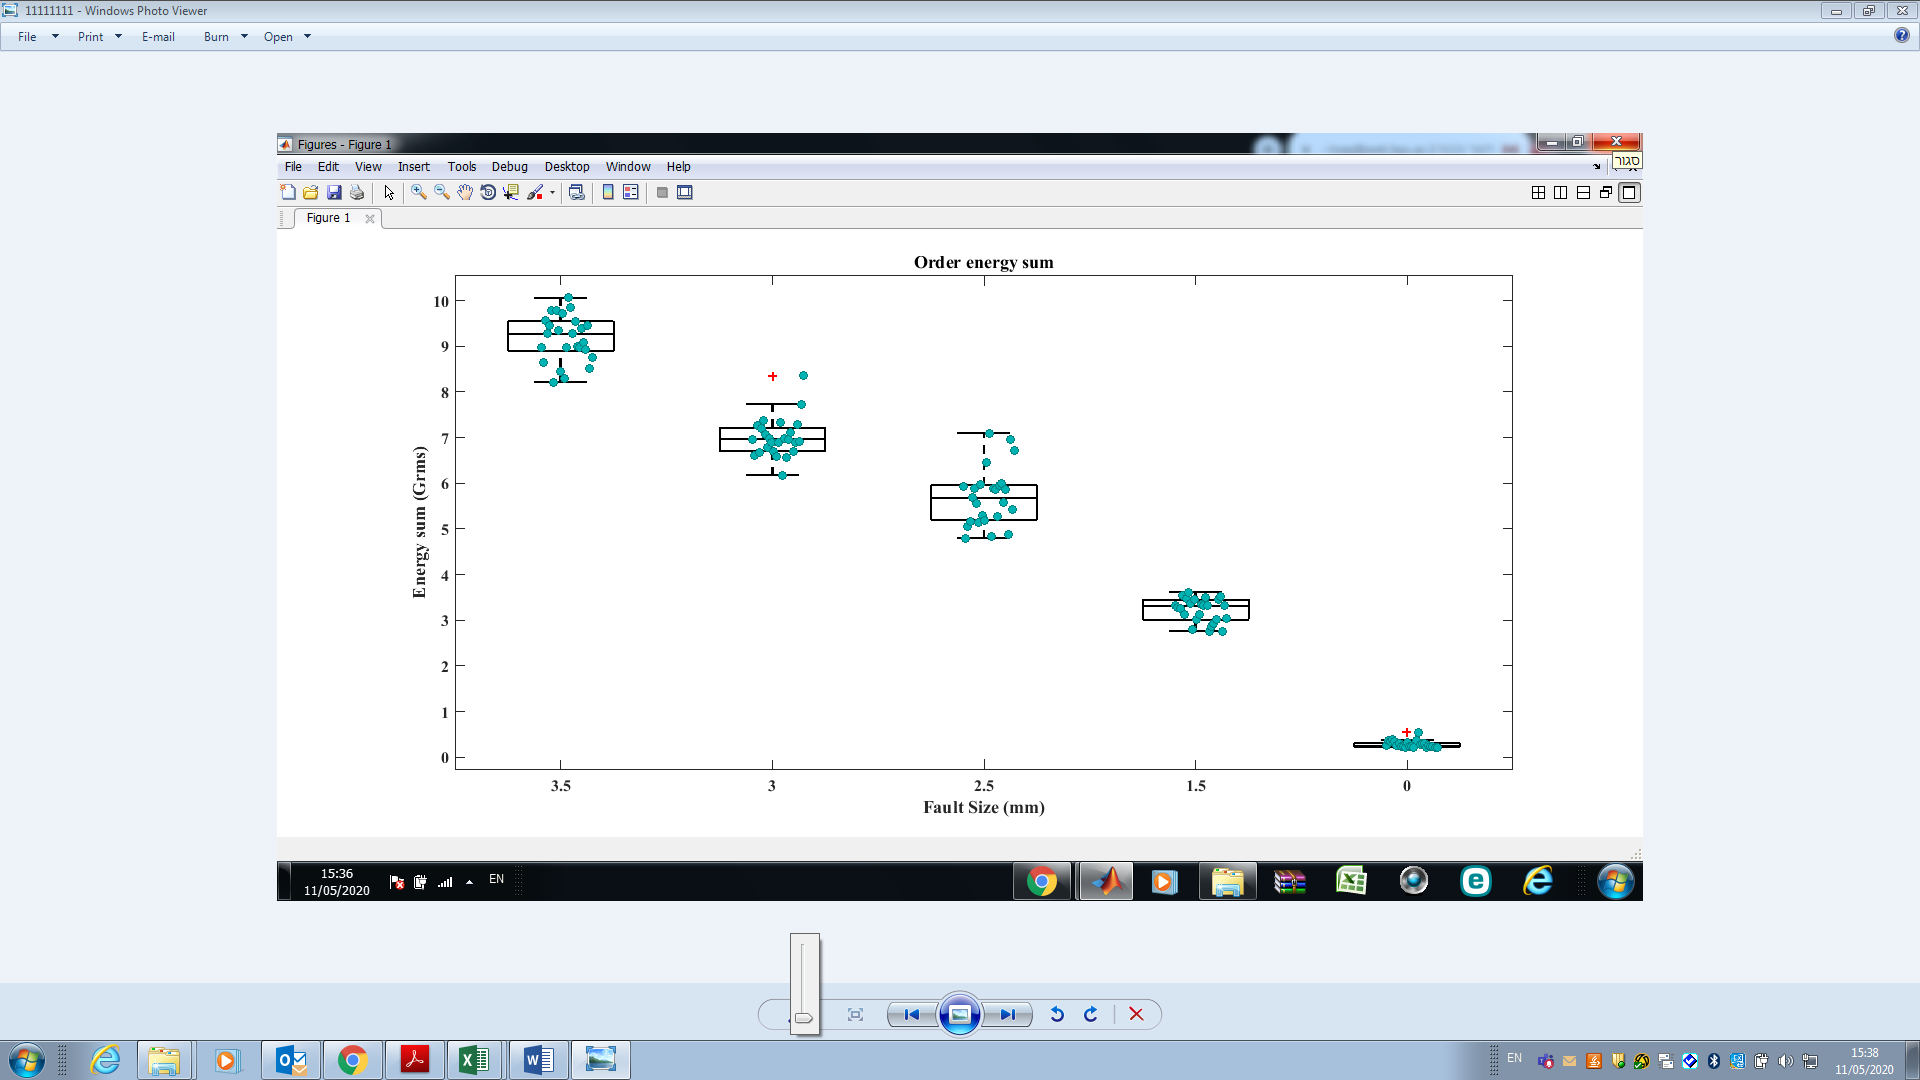 11111111 - Windows Photo Viewer
File Print E-mail Burn Open
Figures - Figure 1
File Edit View Insert Tools Debug Desktop Window Help
סגור
Figure 1
Order energy sum
10
9
8
7
6
5
4
3
2
1
0
Energy sum (Grms)
3.5 3 2.5 1.5 0
Fault Size (mm)
15:36
11/05/2020
EN
EN
15:38
11/05/2020